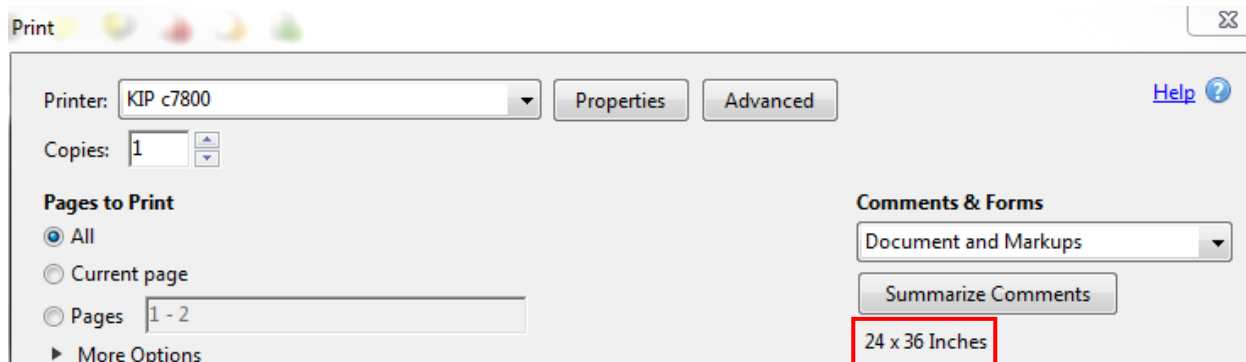 Print
Printer: KIP c7800 Properties Advanced Help
Copies: 1
Pages to Print
All
Current page
Pages 1 - 2
More Options
Comments & Forms
Document and Markups
Summarize Comments
24 x 36 Inches